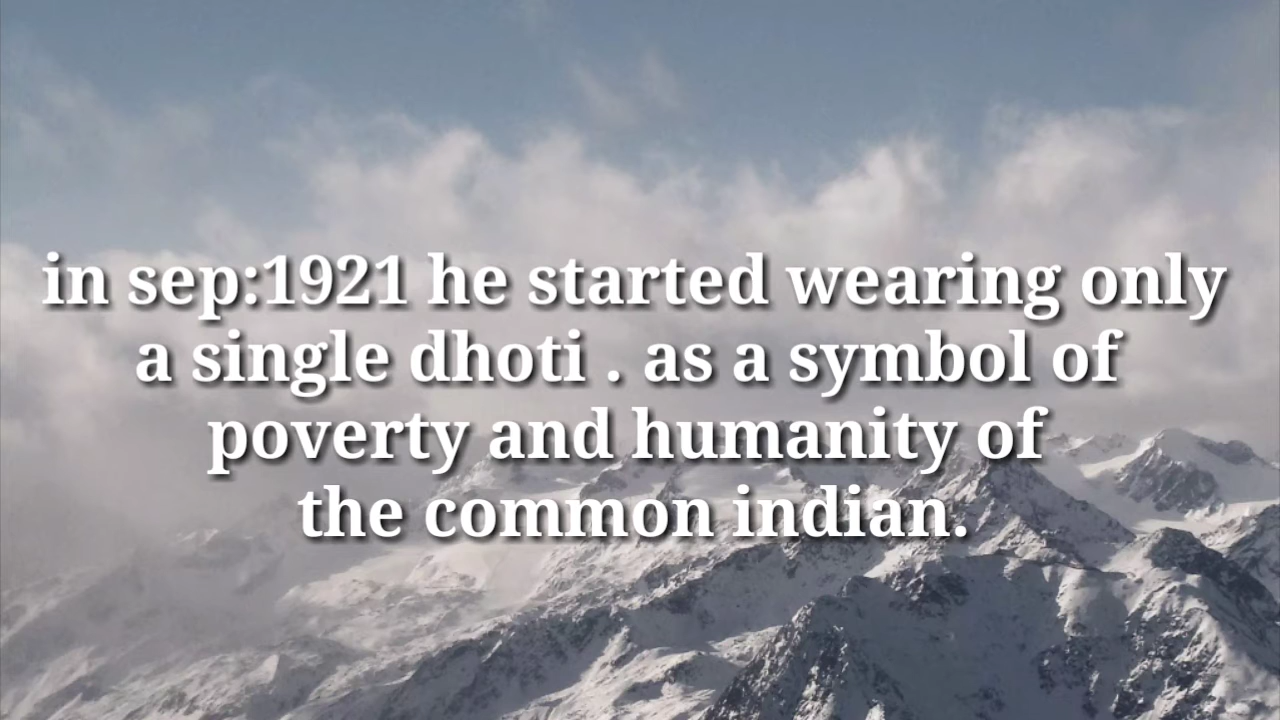 in sep:1921 he started wearing only
a single dhoti . as a symbol of
poverty and humanity of
the common indian.